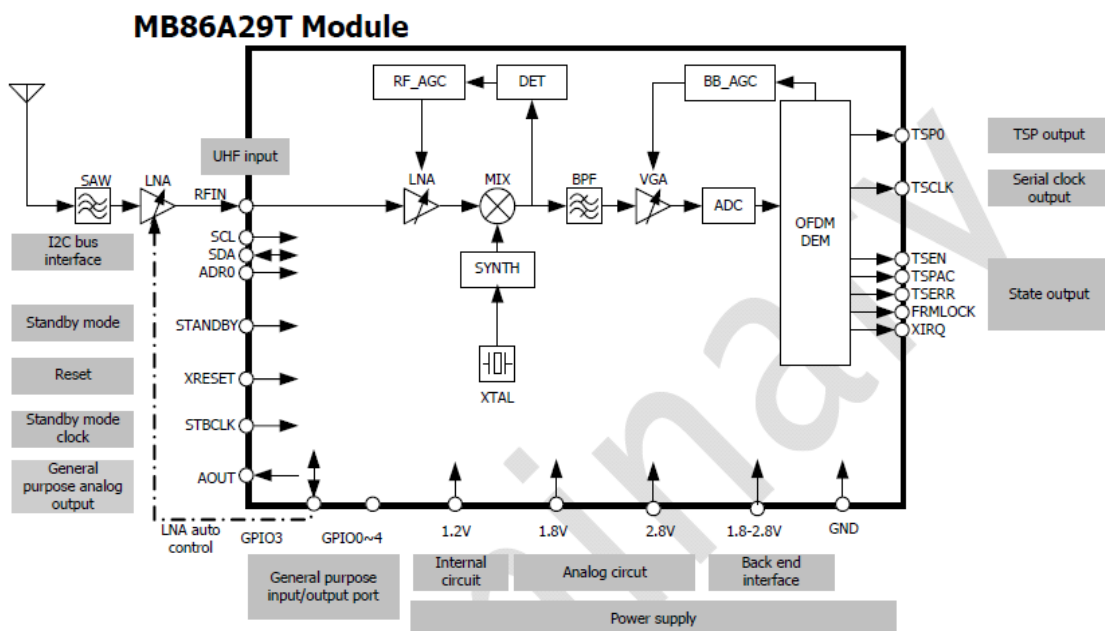 MB86A29T Module
RF_AGC
DET
BB_AGC
UHF input
SAW
LNA
RFIN
LNA
MIX
BPF
VGA
ADC
OFDM
DEM
TSP0
TSP output
TSCLK
Serial clock
output
I2C bus
interface
SCL
SDA
ADR0
SYNTH
TSEN
TSPAC
TSERR
FRMLOCK
XIRQ
State output
Standby mode
STANDBY
Reset
XRESET
XTAL
Standby mode
clock
STBCLK
General
purpose analog
output
AOUT
LNA auto
control
GPIO3
GPIO0~4
1.2V
1.8V
2.8V
1.8-2.8V
GND
General purpose
input/output port
Internal
circuit
Analog circut
Back end
interface
Power supply